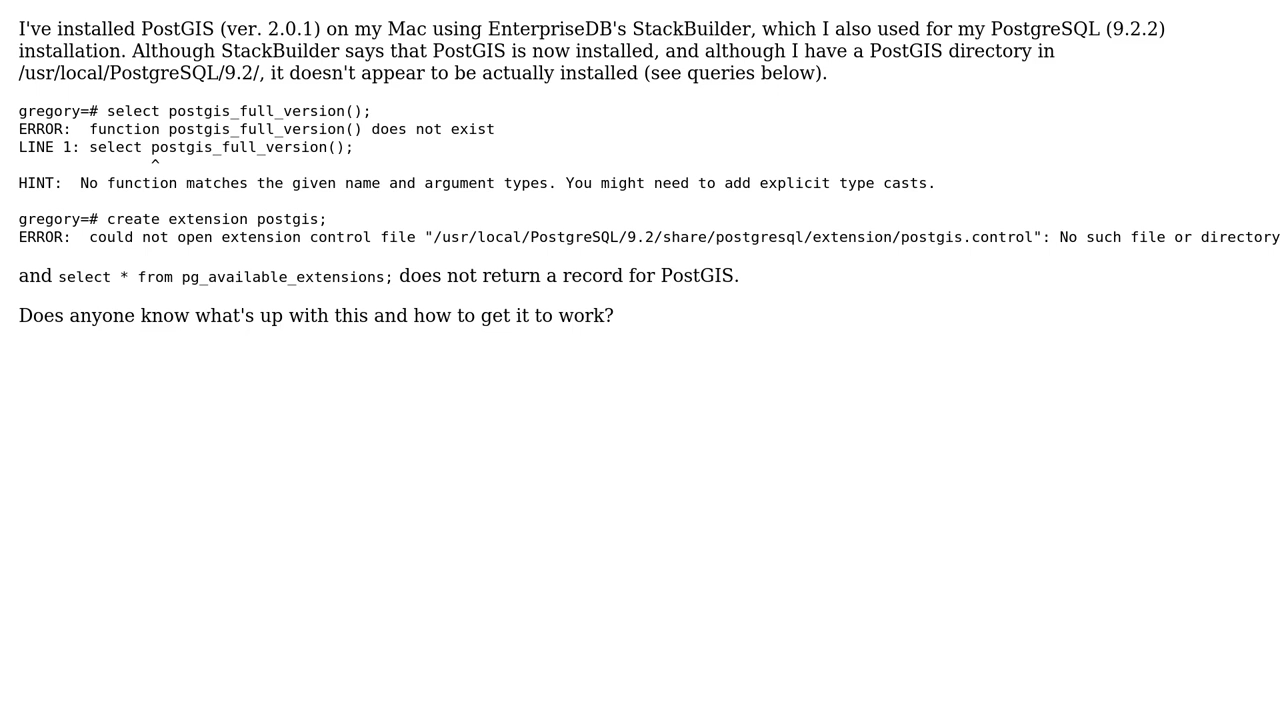 I've installed PostGIS (ver. 2.0.1) on my Mac using EnterpriseDB's StackBuilder, which I also used for my PostgreSQL (9.2.2)
installation. Although StackBuilder says that PostGIS is now installed, and although I have a PostGIS directory in
/usr/local/PostgreSQL/9.2/, it doesn't appear to be actually installed (see queries below).
gregory=# select postgis_full_version();
ERROR:  function postgis_full_version() does not exist
LINE 1: select postgis_full_version();
               ^
HINT:  No function matches the given name and argument types. You might need to add explicit type casts.
gregory=# create extension postgis;
ERROR:  could not open extension control file "/usr/local/PostgreSQL/9.2/share/postgresql/extension/postgis.control": No such file or directory
and select * from pg_available_extensions; does not return a record for PostGIS.
Does anyone know what's up with this and how to get it to work?